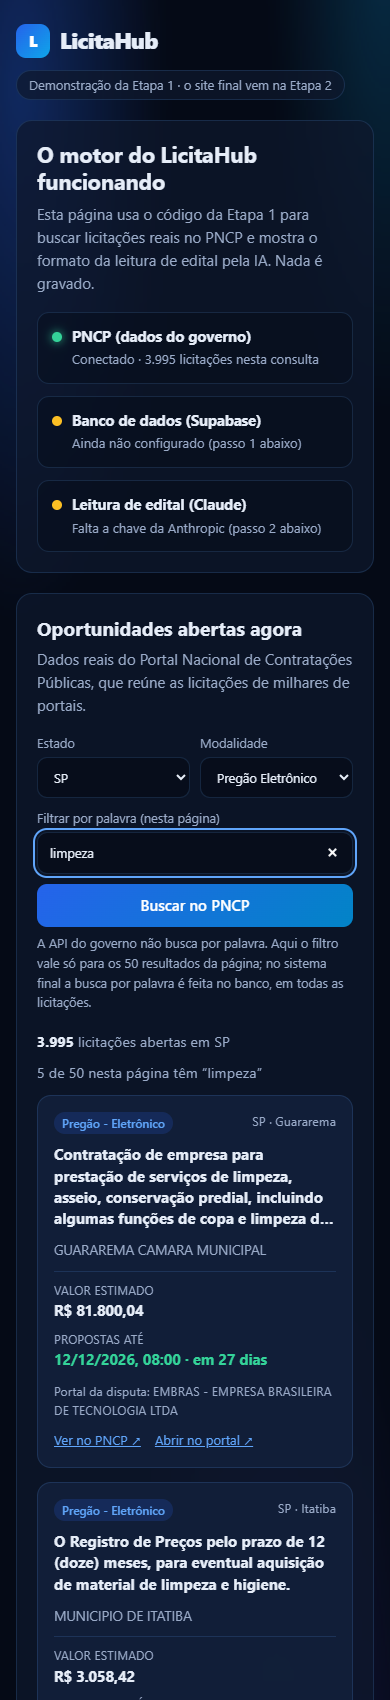 L LicitaHub
Demonstração da Etapa 1 · o site final vem na Etapa 2
O motor do LicitaHub
funcionando
Esta página usa o código da Etapa 1 para
buscar licitações reais no PNCP e mostra o
formato da leitura de edital pela IA. Nada é
gravado.
PNCP (dados do governo)
Conectado · 3.995 licitações nesta consulta
Banco de dados (Supabase)
Ainda não configurado (passo 1 abaixo)
Leitura de edital (Claude)
Falta a chave da Anthropic (passo 2 abaixo)
Oportunidades abertas agora
Dados reais do Portal Nacional de Contratações
Públicas, que reúne as licitações de milhares de
portais.
Estado Modalidade
SP Pregão Eletrônico
Filtrar por palavra (nesta página)
limpeza
Buscar no PNCP
A API do governo não busca por palavra. Aqui o filtro
vale só para os 50 resultados da página; no sistema
final a busca por palavra é feita no banco, em todas as
licitações.
3.995 licitações abertas em SP
5 de 50 nesta página têm “limpeza”
Pregão - Eletrônico SP · Guararema
Contratação de empresa para
prestação de serviços de limpeza,
asseio, conservação predial, incluindo
algumas funções de copa e limpeza d...
GUARAREMA CAMARA MUNICIPAL
VALOR ESTIMADO
R$ 81.800,04
PROPOSTAS ATÉ
12/12/2026, 08:00 · em 27 dias
Portal da disputa: EMBRAS - EMPRESA BRASILEIRA
DE TECNOLOGIA LTDA
Ver no PNCP ↗ Abrir no portal ↗
Pregão - Eletrônico SP · Itatiba
O Registro de Preços pelo prazo de 12
(doze) meses, para eventual aquisição
de material de limpeza e higiene.
MUNICIPIO DE ITATIBA
VALOR ESTIMADO
R$ 3.058,42